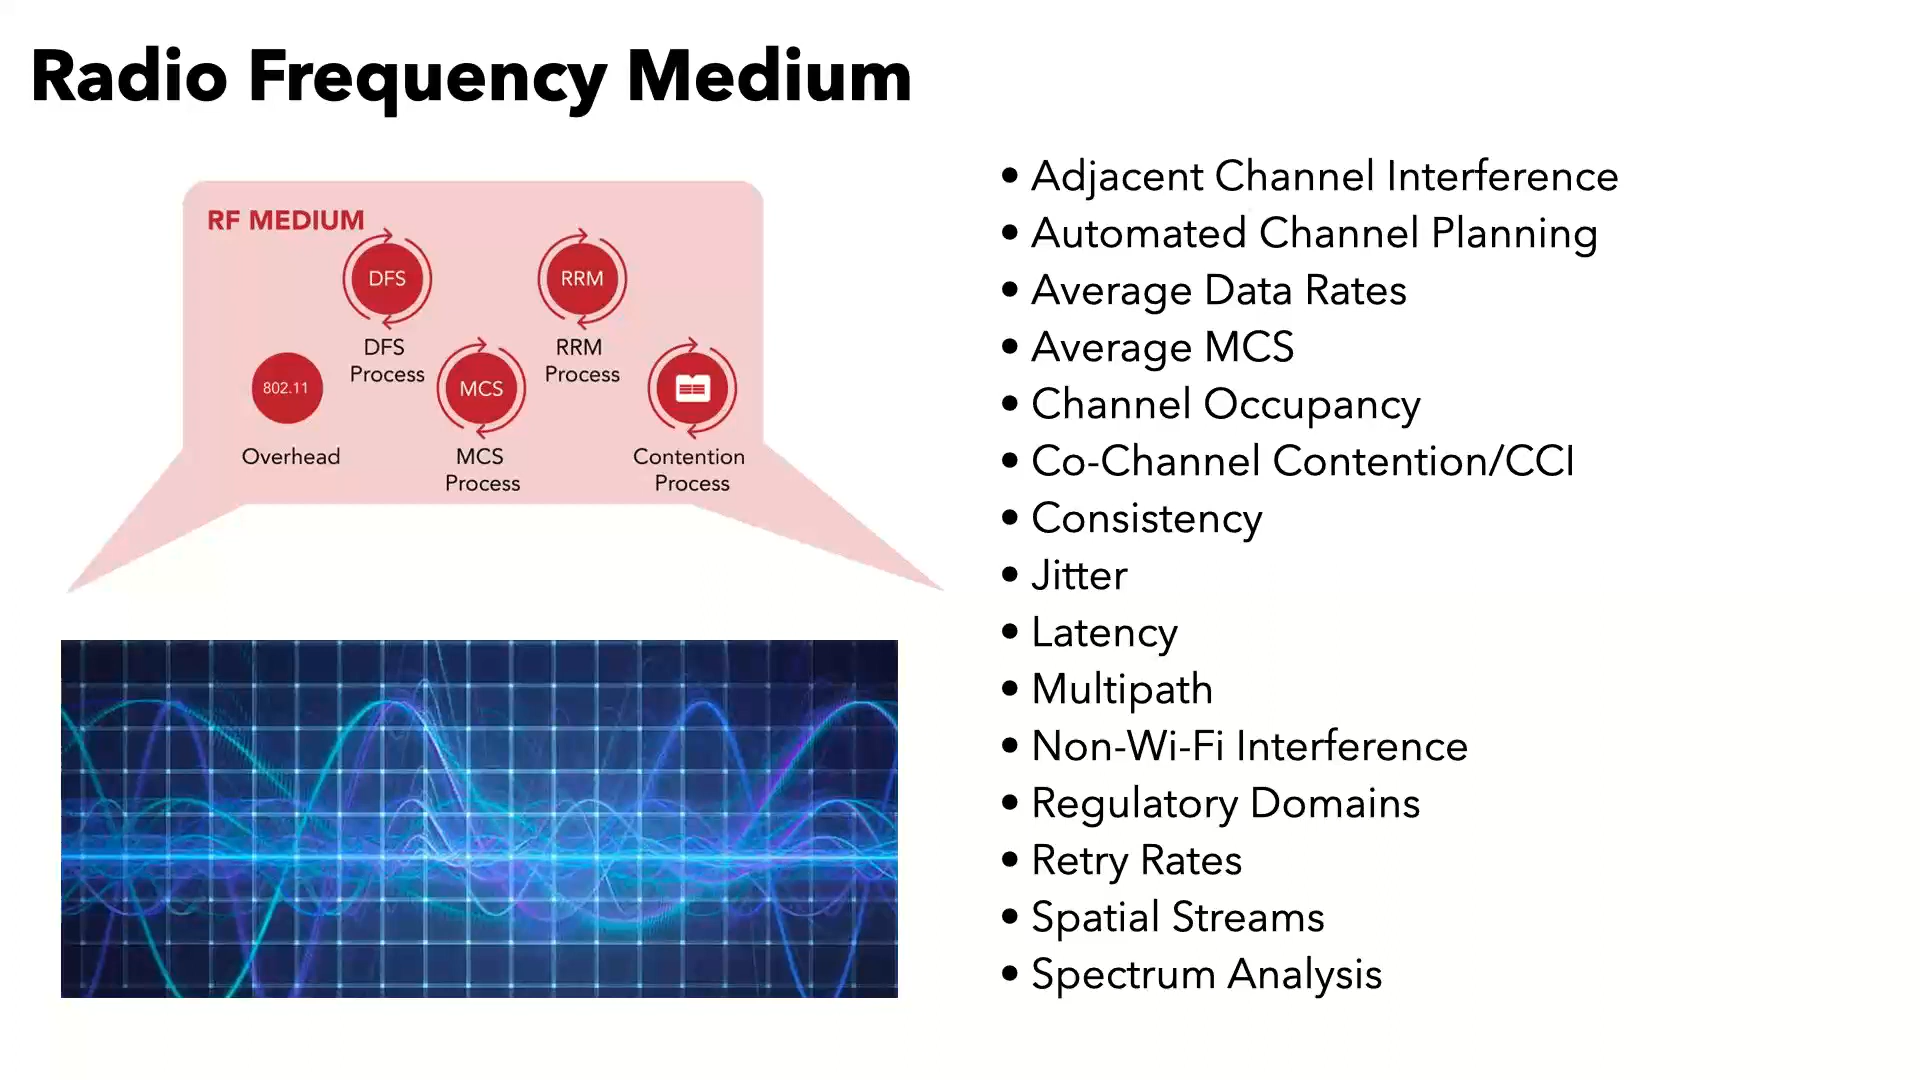 Radio Frequency Medium
RF MEDIUM
DFS
RRM
DFS
Process
RRM
Process
802.11
MCS
Overhead
MCS
Process
Contention
Process
• Adjacent Channel Interference
• Automated Channel Planning
• Average Data Rates
• Average MCS
• Channel Occupancy
• Co-Channel Contention/CCI
• Consistency
• Jitter
• Latency
• Multipath
• Non-Wi-Fi Interference
• Regulatory Domains
• Retry Rates
• Spatial Streams
• Spectrum Analysis